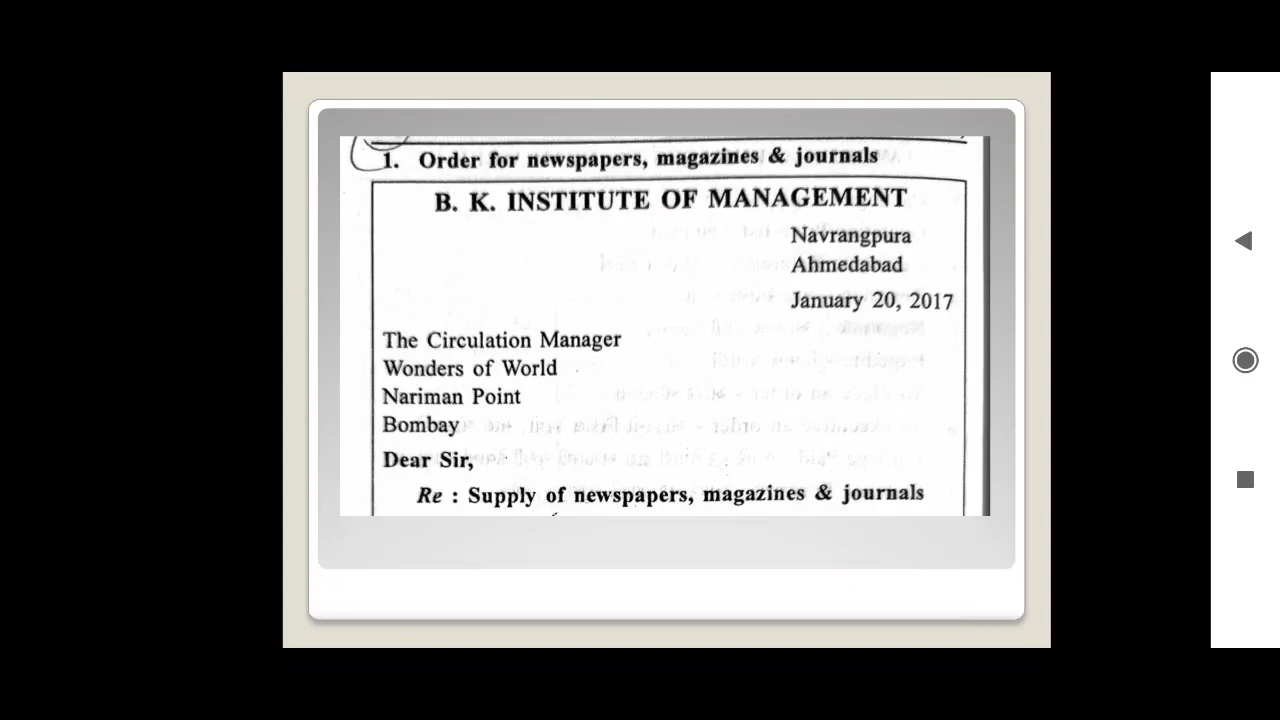 1. Order for newspapers, magazines & journals
B. K. INSTITUTE OF MANAGEMENT
Navrangpura
Ahmedabad
January 20, 2017
The Circulation Manager
Wonders of World
Nariman Point
Bombay
Dear Sir,
Re : Supply of newspapers, magazines & journals